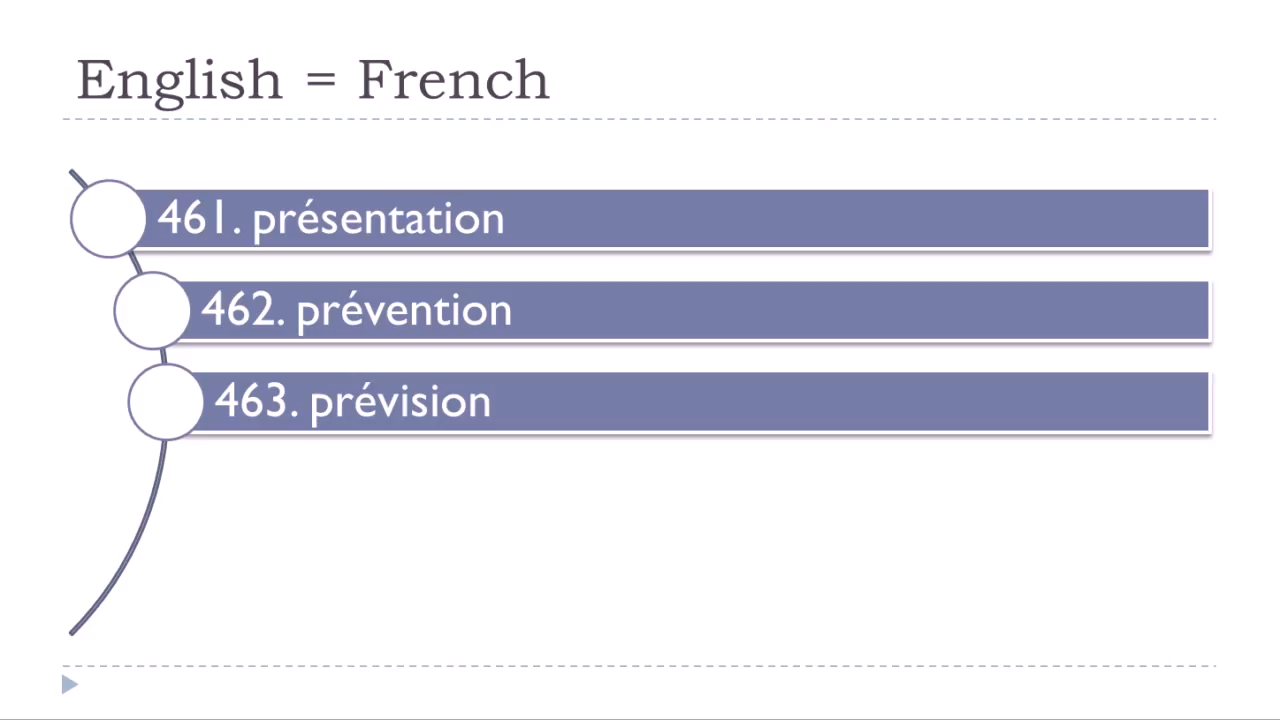 English = French
461. présentation
462. prévention
463. prévision